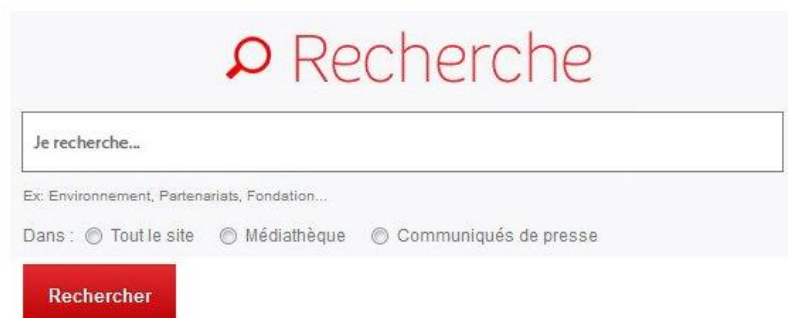 Recherche
Je recherche...
Ex: Environnement, Partenariats, Fondation...
Dans : Tout le site Médiathèque Communiqués de presse
Rechercher